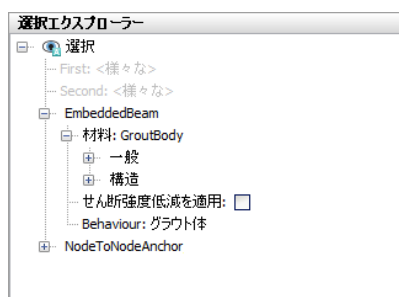 選択エクスプローラー
選択
First: <様々な>
Second: <様々な>
EmbeddedBeam
材料: GroutBody
一般
構造
せん断強度低減を適用:
Behaviour: グラウト体
NodeToNodeAnchor